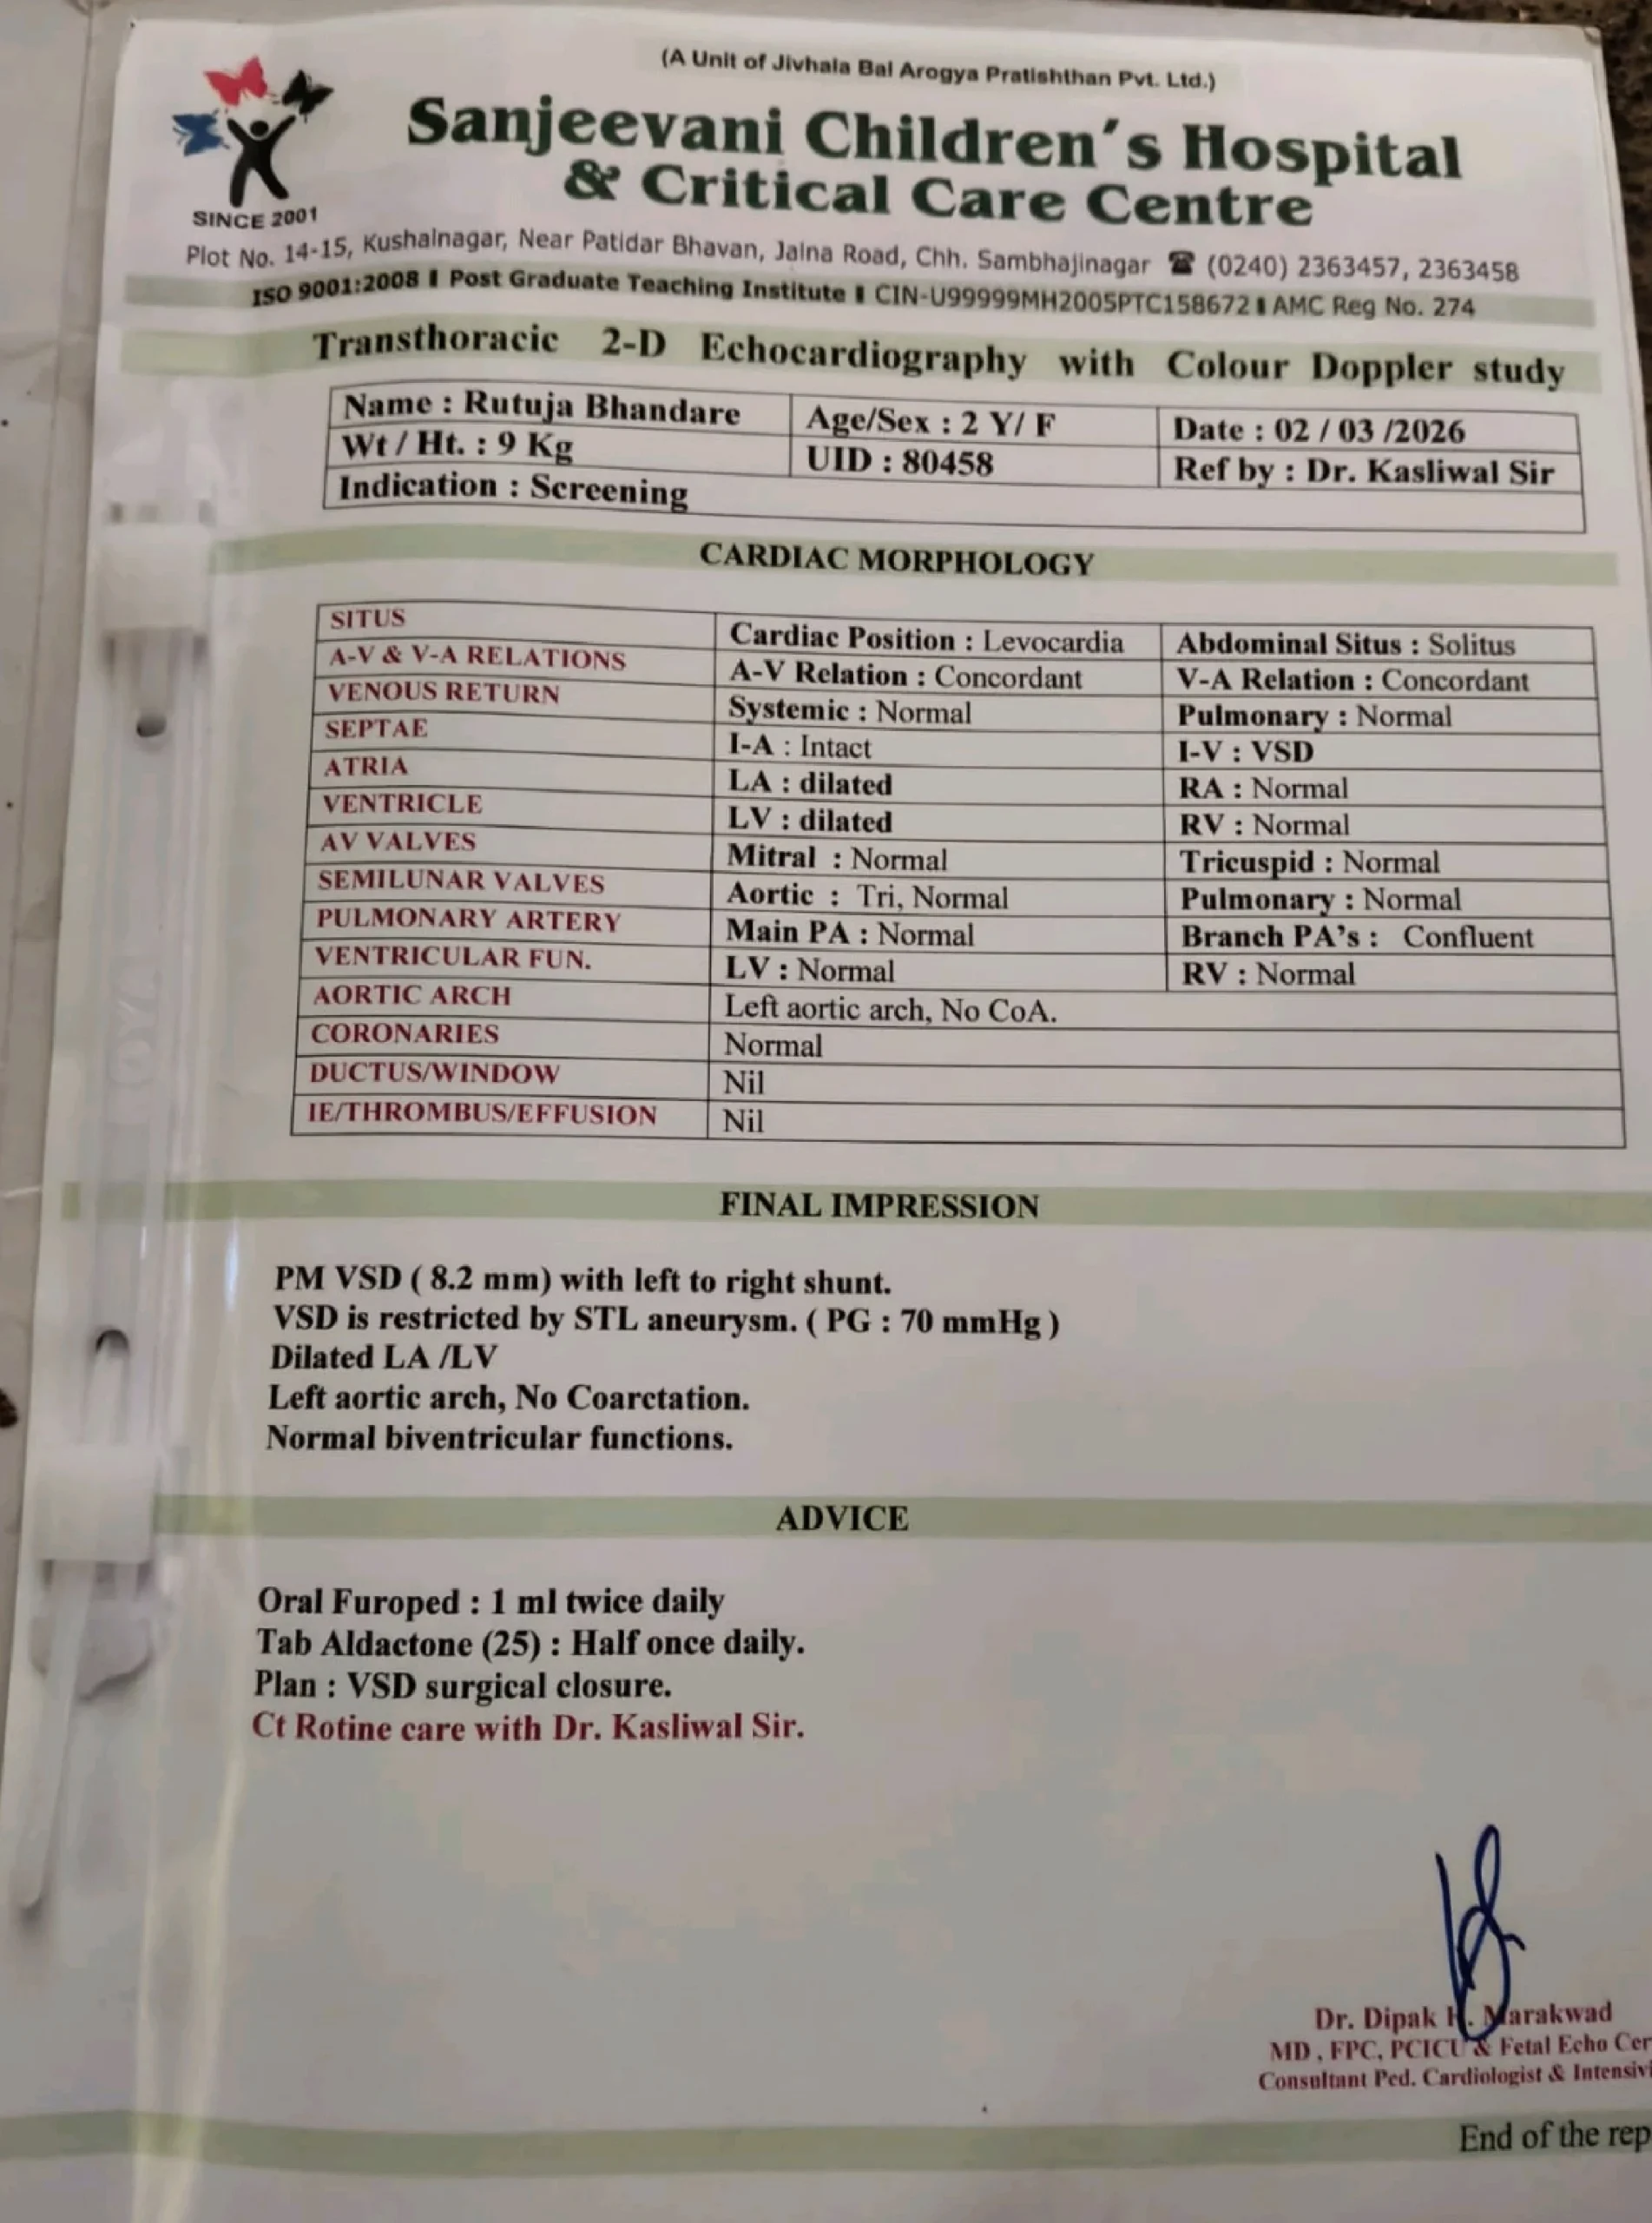 (A Unit of Jivhala Bal Arogya Pratishthan Pvt. Ltd.)
Sanjeevani Children's Hospital
& Critical Care Centre
SINCE 2001
Plot No. 14-15, Kushalnagar, Near Patidar Bhavan, Jalna Road, Chh. Sambhajinagar ☎ (0240) 2363457, 2363458
ISO 9001:2008 | Post Graduate Teaching Institute | CIN-U99999MH2005PTC158672 | AMC Reg No. 274
Transthoracic 2-D Echocardiography with Colour Doppler study
Name : Rutuja Bhandare Age/Sex : 2 Y/ F Date : 02 / 03 /2026
Wt / Ht. : 9 Kg UID : 80458 Ref by : Dr. Kasliwal Sir
Indication : Screening
CARDIAC MORPHOLOGY
SITUS Cardiac Position : Levocardia Abdominal Situs : Solitus
A-V & V-A RELATIONS A-V Relation : Concordant V-A Relation : Concordant
VENOUS RETURN Systemic : Normal Pulmonary : Normal
SEPTAE I-A : Intact I-V : VSD
ATRIA LA : dilated RA : Normal
VENTRICLE LV : dilated RV : Normal
AV VALVES Mitral : Normal Tricuspid : Normal
SEMILUNAR VALVES Aortic : Tri, Normal Pulmonary : Normal
PULMONARY ARTERY Main PA : Normal Branch PA's : Confluent
VENTRICULAR FUN. LV : Normal RV : Normal
AORTIC ARCH Left aortic arch, No CoA.
CORONARIES Normal
DUCTUS/WINDOW Nil
IE/THROMBUS/EFFUSION Nil
FINAL IMPRESSION
PM VSD ( 8.2 mm) with left to right shunt.
VSD is restricted by STL aneurysm. ( PG : 70 mmHg )
Dilated LA /LV
Left aortic arch, No Coarctation.
Normal biventricular functions.
ADVICE
Oral Furoped : 1 ml twice daily
Tab Aldactone (25) : Half once daily.
Plan : VSD surgical closure.
Ct Rotine care with Dr. Kasliwal Sir.
Dr. Dipak Marakwad
MD , FPC, PCICU & Fetal Echo Cer
Consultant Ped. Cardiologist & Intensivi
End of the rep